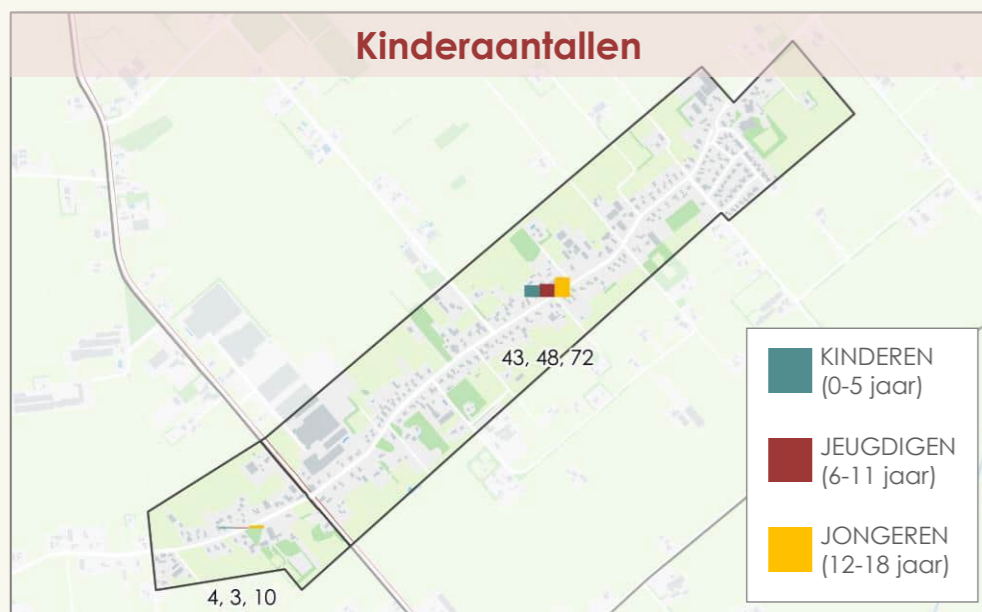 Kinderaantallen
43, 48, 72
4, 3, 10
KINDEREN
(0-5 jaar)
JEUGDIGEN
(6-11 jaar)
JONGEREN
(12-18 jaar)